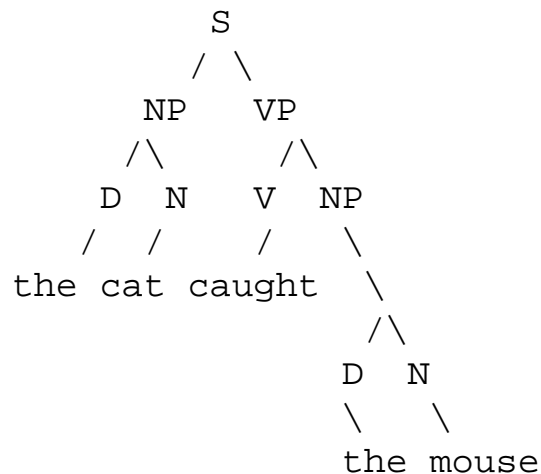 S
/ \
NP VP
/\ /\
D N V NP
/ / / \
the cat caught \
/\
D N
\ \
the mouse